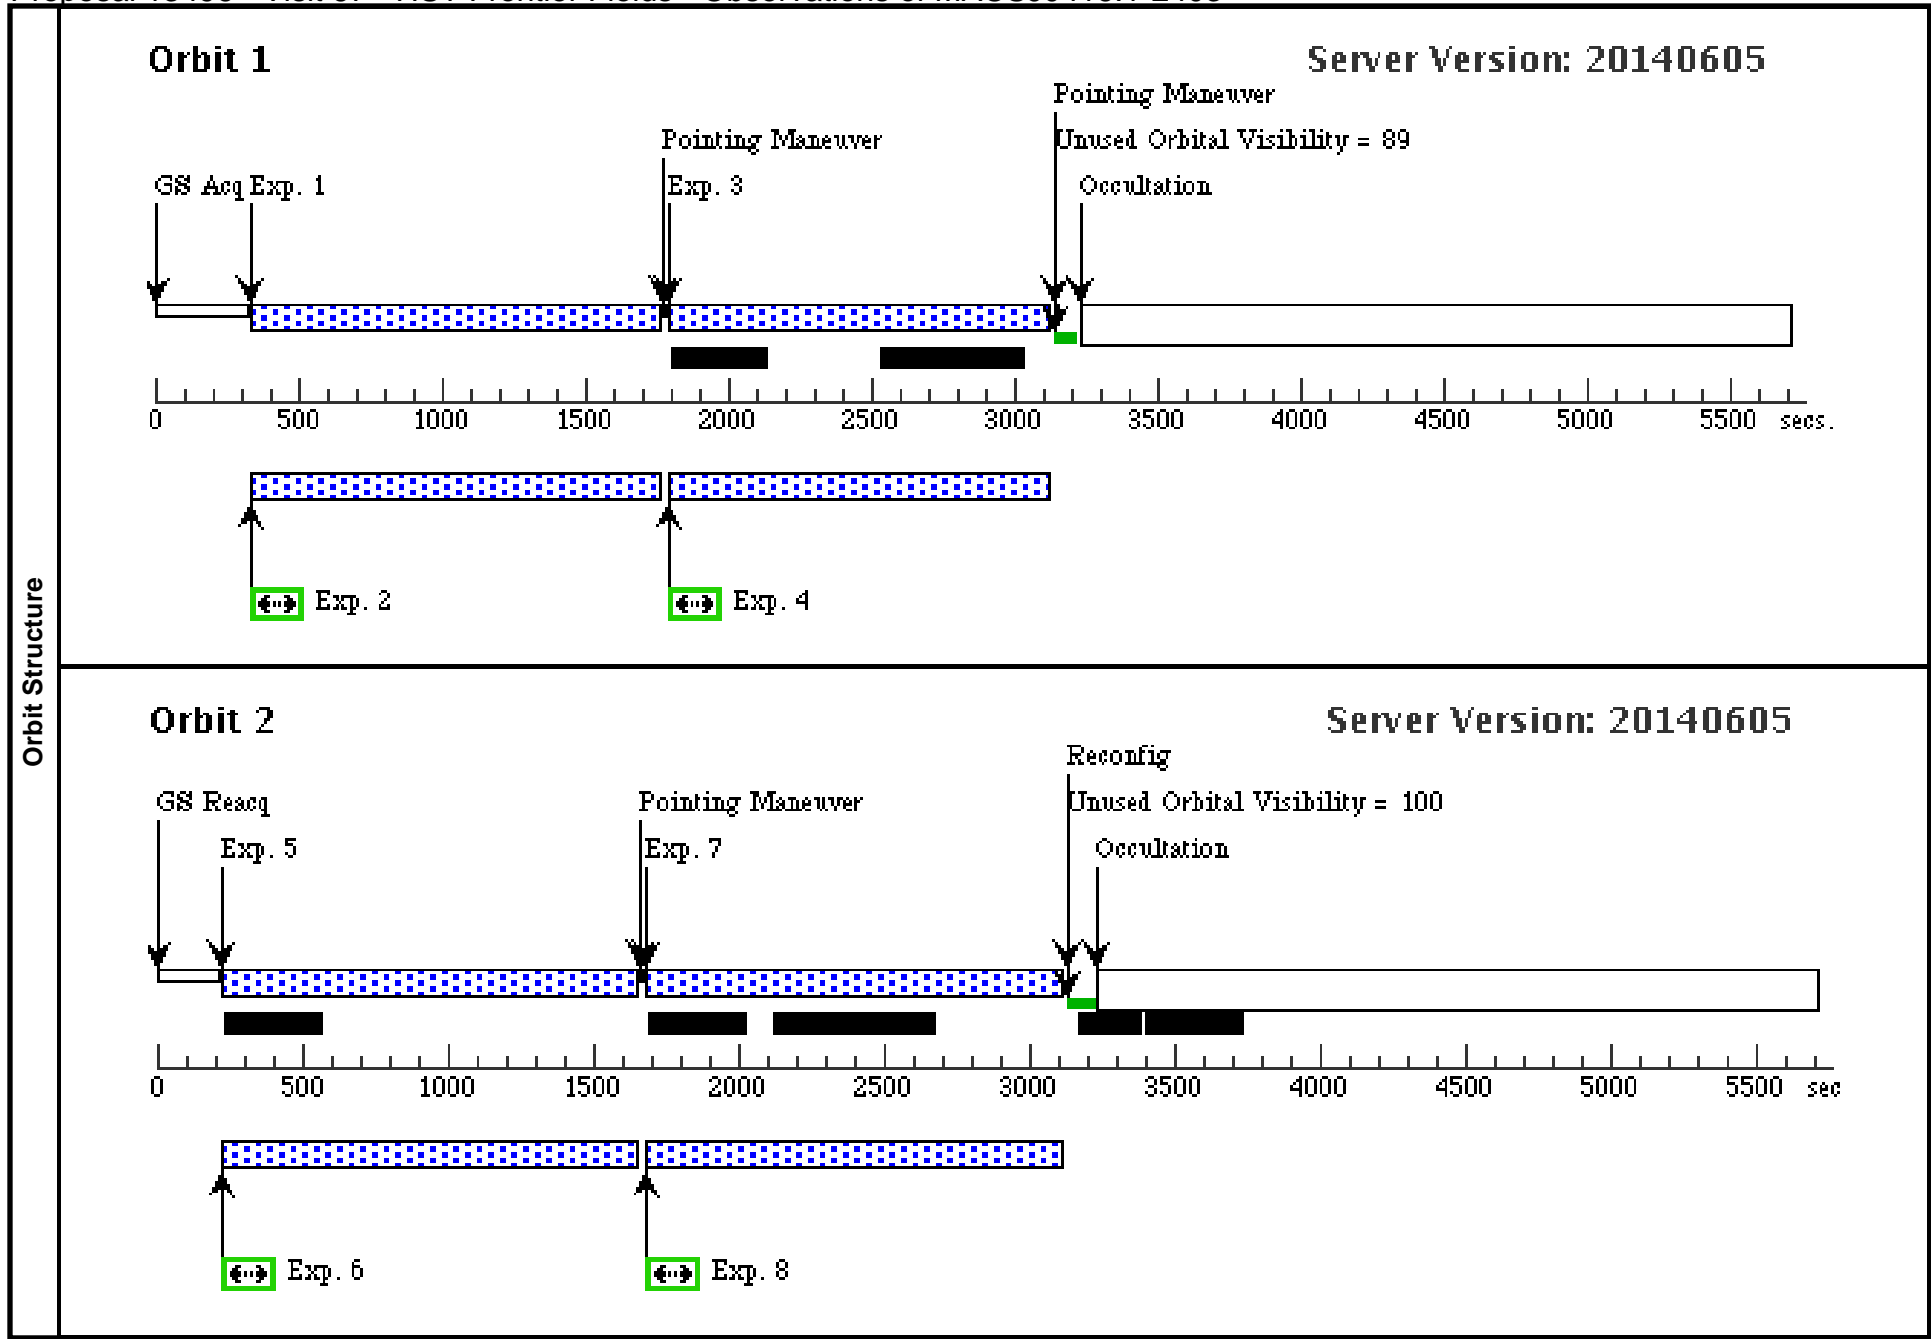 Orbit Structure
Orbit 1
Server Version: 20140605
Pointing Maneuver
Pointing Maneuver
Unused Orbital Visibility = 89
GS Acq
Exp. 1
Exp. 3
Occultation
0 500 1000 1500 2000 2500 3000 3500 4000 4500 5000 5500 secs.
Exp. 2
Exp. 4
Orbit 2
Server Version: 20140605
Reconfig
GS Reacq
Pointing Maneuver
Unused Orbital Visibility = 100
Exp. 5
Exp. 7
Occultation
0 500 1000 1500 2000 2500 3000 3500 4000 4500 5000 5500 sec
Exp. 6
Exp. 8